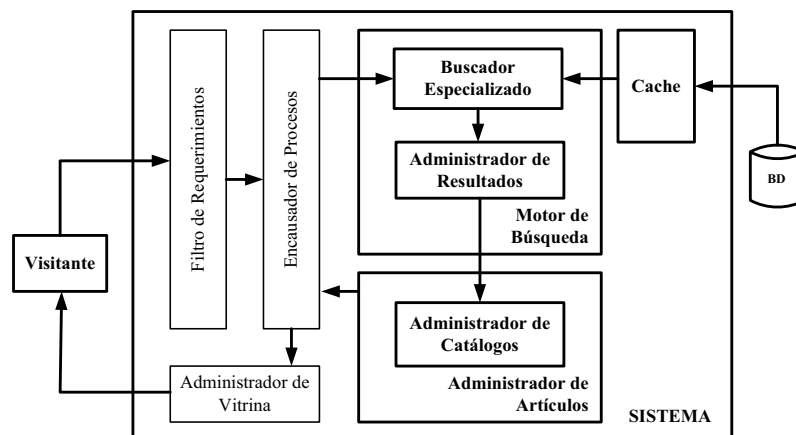 Visitante
Filtro de Requerimientos
Encausador de Procesos
Administrador de
Vitrina
Buscador
Especializado
Administrador de
Resultados
Motor de
Búsqueda
Administrador de
Catálogos
Administrador de
Artículos
Cache
BD
SISTEMA